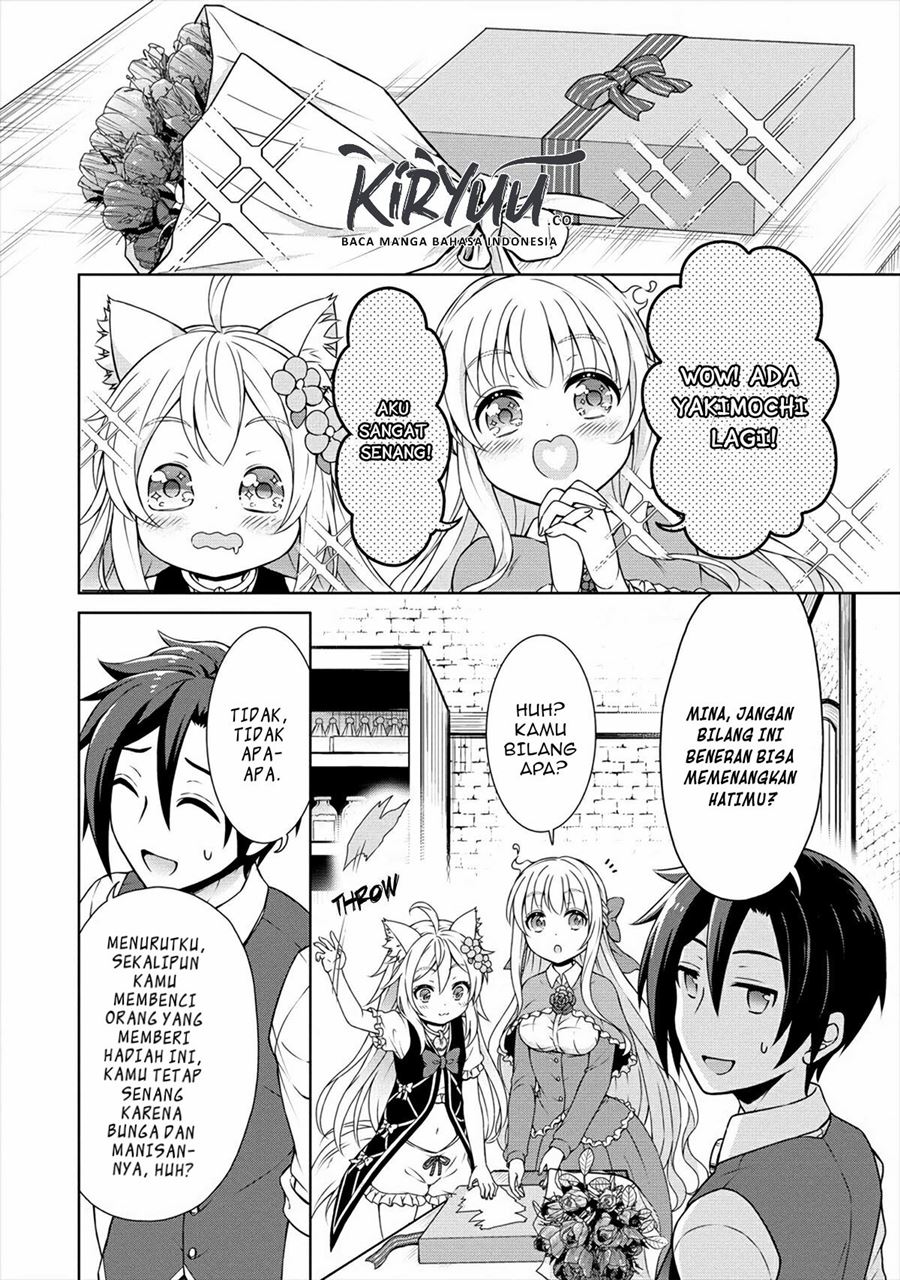 KIRYUU
.CO
BACA MANGA BAHASA INDONESIA
WOW! ADA
YAKIMOCHI
LAGI!
AKU
SANGAT
SENANG!
MINA, JANGAN
BILANG INI
BENERAN BISA
MEMENANGKAN
HATIMU?
HUH?
KAMU
BILANG
APA?
THROW
TIDAK,
TIDAK
APA-
APA.
MENURUTKU,
SEKALIPUN
KAMU
MEMBENCI
ORANG YANG
MEMBERI
HADIAH INI,
KAMU TETAP
SENANG
KARENA
BUNGA DAN
MANISAN-
NYA, HUH?